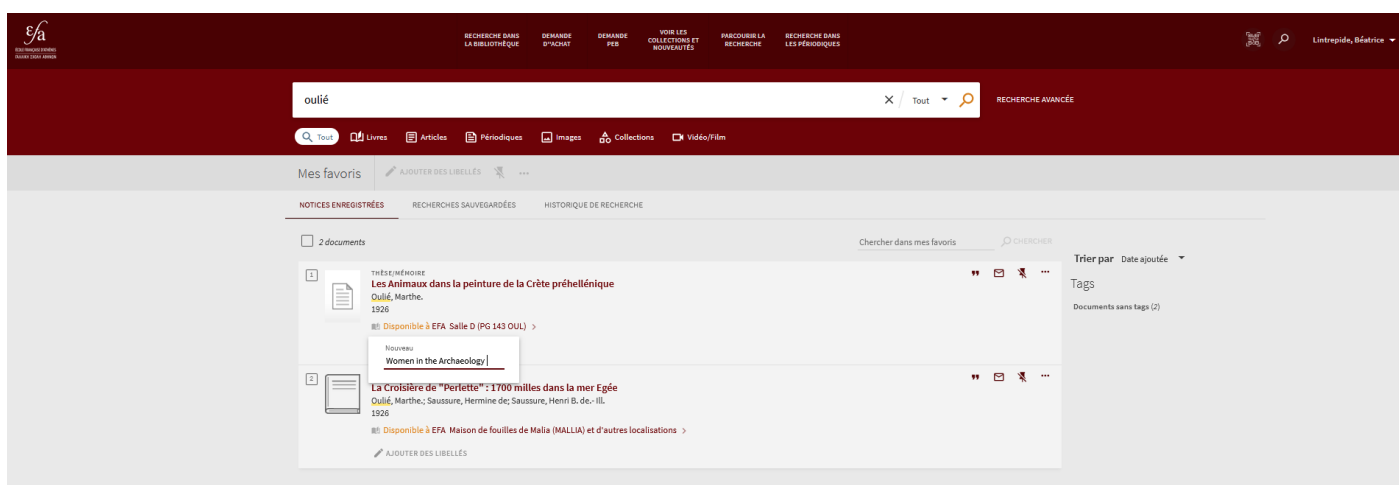 εfa
RECHERCHE DANS
LA BIBLIOTHÈQUE
DEMANDE
D'ACHAT
DEMANDE
PEB
VOIR LES
COLLECTIONS ET
NOUVEAUTÉS
PARCOURIR LA
RECHERCHE
RECHERCHE DANS
LES PÉRIODIQUES
Lintrepide, Béatrice
oulié
Tout
RECHERCHE AVANCÉE
Tout Livres Articles Périodiques Images Collections Vidéo/Film
Mes favoris
AJOUTER DES LIBELLÉS
NOTICES ENREGISTRÉES RECHERCHES SAUVEGARDÉES HISTORIQUE DE RECHERCHE
2 documents
Chercher dans mes favoris
CHERCHER
Trier par Date ajoutée
Tags
Documents sans tags (2)
1
THÈSE/MÉMOIRE
Les Animaux dans la peinture de la Crète préhellénique
Oulié, Marthe.
1926
Disponible à EFA Salle D (PG 143 OUL)
Nouveau
Women in the Archaeology
2
La Croisière de "Perlette" : 1700 milles dans la mer Egée
Oulié, Marthe.; Saussure, Hermine de; Saussure, Henri B. de.- Ill.
1926
Disponible à EFA Maison de fouilles de Malia (MALLIA) et d'autres localisations
AJOUTER DES LIBELLÉS